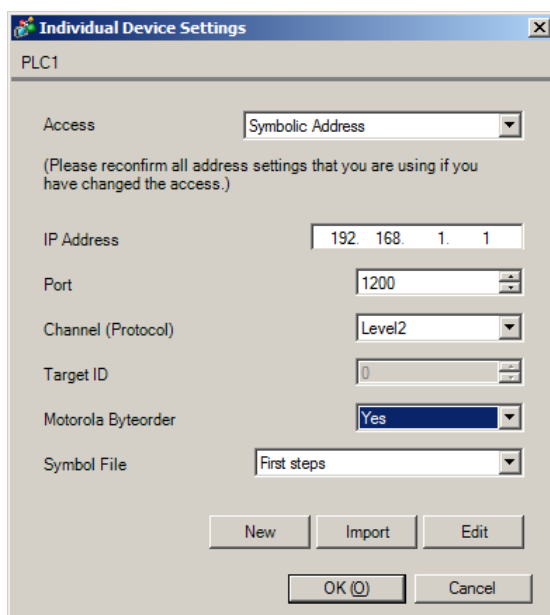 Individual Device Settings
PLC1
Access Symbolic Address
(Please reconfirm all address settings that you are using if you
have changed the access.)
IP Address 192. 168. 1. 1
Port 1200
Channel (Protocol) Level2
Target ID 0
Motorola Byteorder Yes
Symbol File First steps
New Import Edit
OK (O) Cancel